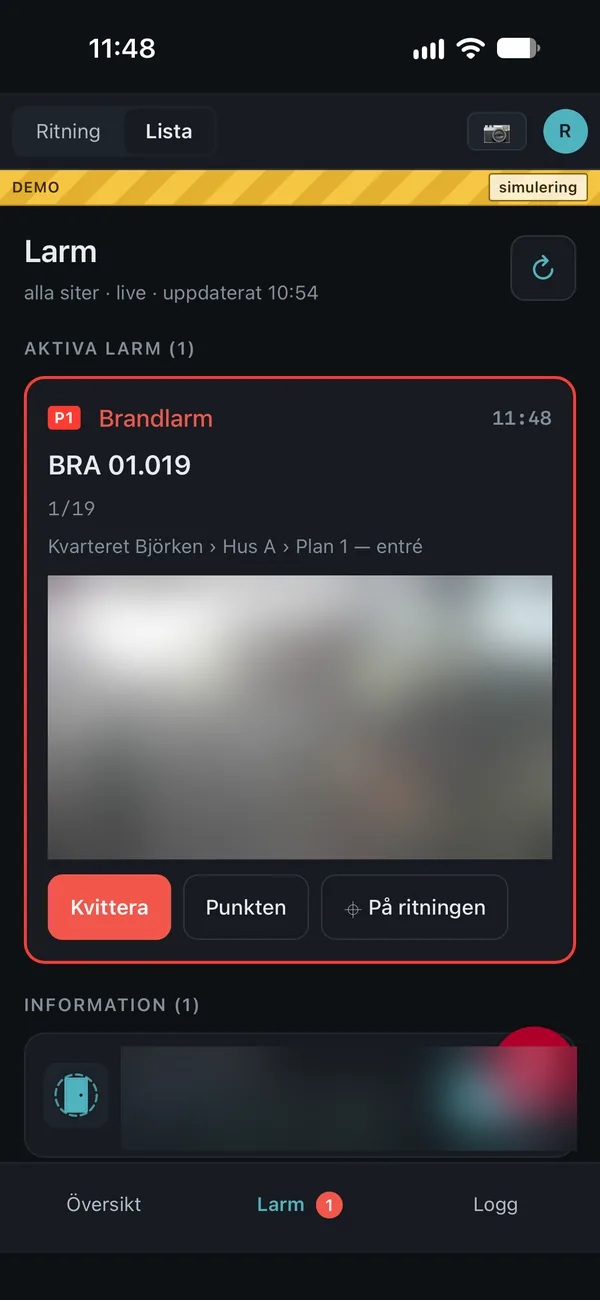 11:48
Ritning Lista R
DEMO simulering
Larm
alla siter · live · uppdaterat 10:54
AKTIVA LARM (1)
P1 Brandlarm 11:48
BRA 01.019
1/19
Kvarteret Björken › Hus A › Plan 1 — entré
Kvittera Punkten På ritningen
INFORMATION (1)
Översikt Larm 1 Logg